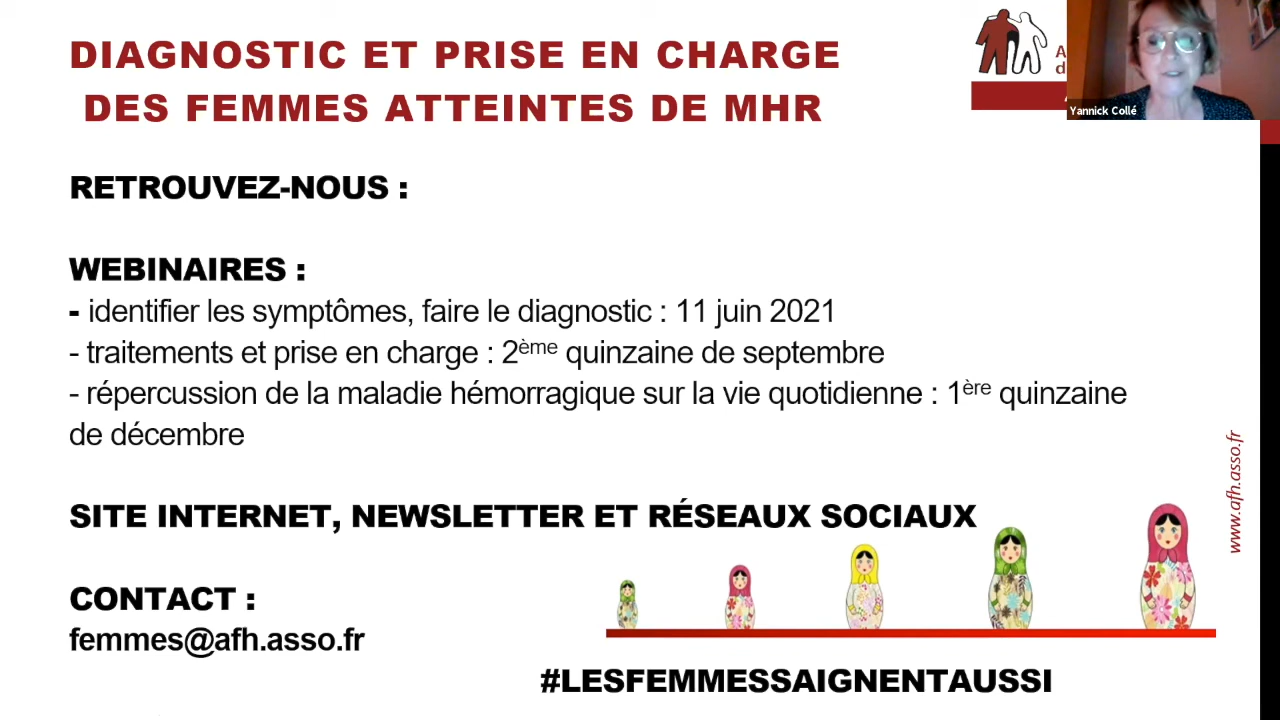 DIAGNOSTIC ET PRISE EN CHARGE
DES FEMMES ATTEINTES DE MHR
Yannick Collé
RETROUVEZ-NOUS :
WEBINAIRES :
- identifier les symptômes, faire le diagnostic : 11 juin 2021
- traitements et prise en charge : 2ème quinzaine de septembre
- répercussion de la maladie hémorragique sur la vie quotidienne : 1ère quinzaine
de décembre
www.afh.asso.fr
SITE INTERNET, NEWSLETTER ET RÉSEAUX SOCIAUX
CONTACT :
femmes@afh.asso.fr
#LESFEMMESSAIGNENTAUSSI